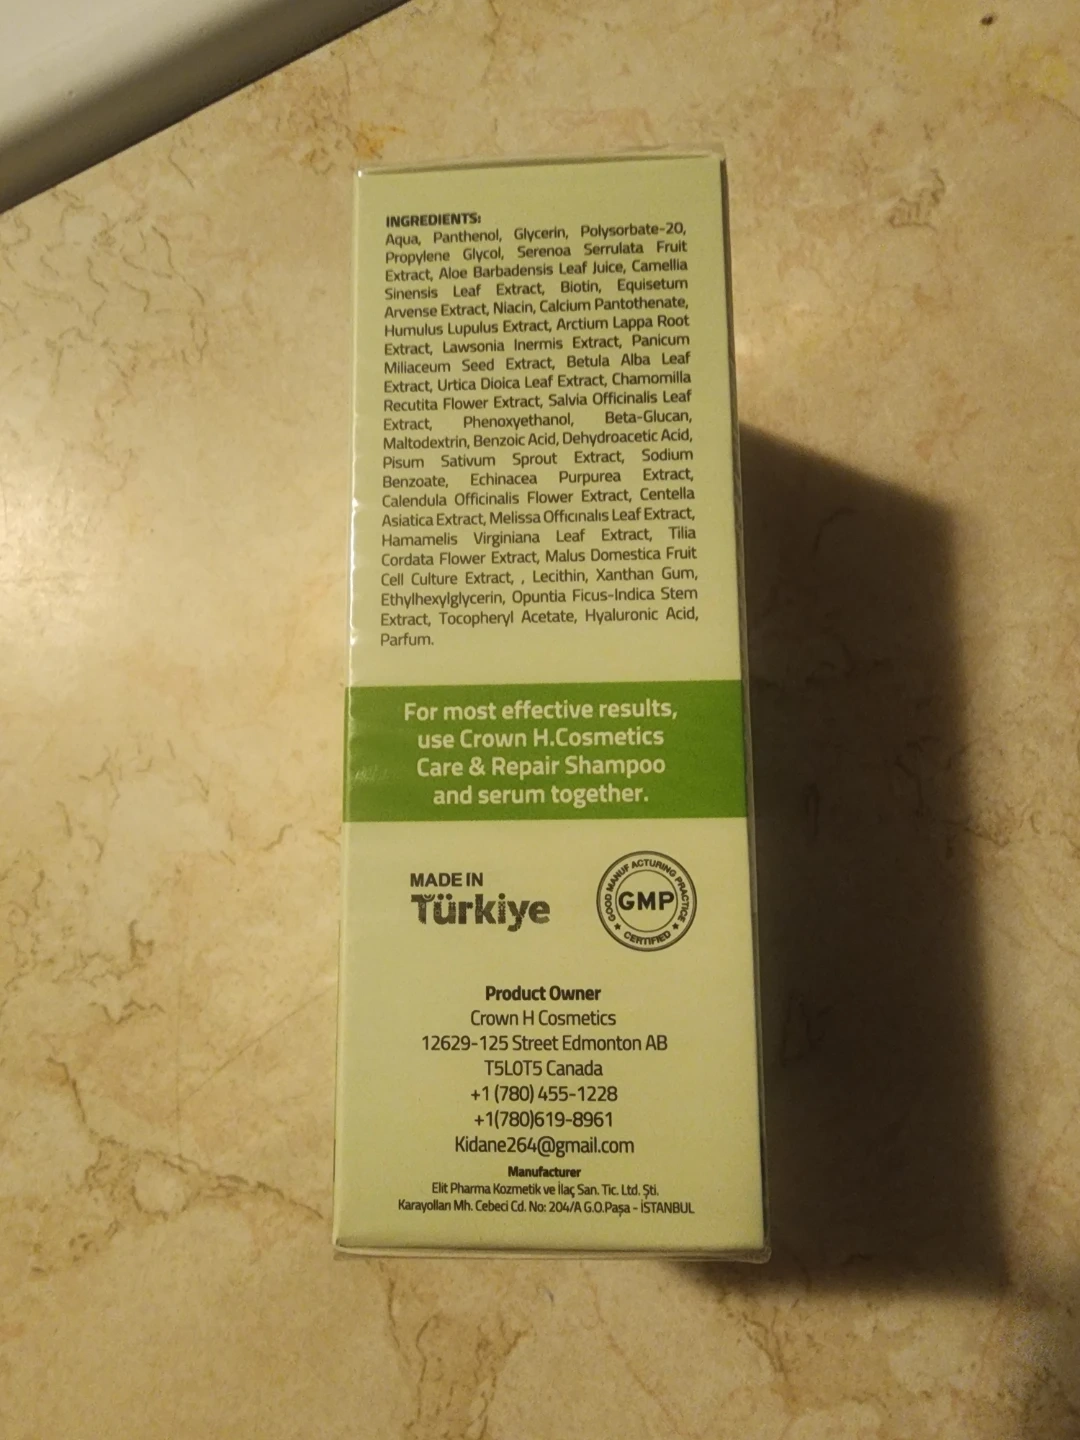 INGREDIENTS:
Aqua, Panthenol, Glycerin, Polysorbate-20,
Propylene Glycol, Serenoa Serrulata Fruit
Extract, Aloe Barbadensis Leaf Juice, Camellia
Sinensis Leaf Extract, Biotin, Equisetum
Arvense Extract, Niacin, Calcium Pantothenate,
Humulus Lupulus Extract, Arctium Lappa Root
Extract, Lawsonia Inermis Extract, Panicum
Miliaceum Seed Extract, Betula Alba Leaf
Extract, Urtica Dioica Leaf Extract, Chamomilla
Recutita Flower Extract, Salvia Officinalis Leaf
Extract, Phenoxyethanol, Beta-Glucan,
Maltodextrin, Benzoic Acid, Dehydroacetic Acid,
Pisum Sativum Sprout Extract, Sodium
Benzoate, Echinacea Purpurea Extract,
Calendula Officinalis Flower Extract, Centella
Asiatica Extract, Melissa Officinalis Leaf Extract,
Hamamelis Virginiana Leaf Extract, Tilia
Cordata Flower Extract, Malus Domestica Fruit
Cell Culture Extract, , Lecithin, Xanthan Gum,
Ethylhexylglycerin, Opuntia Ficus-Indica Stem
Extract, Tocopheryl Acetate, Hyaluronic Acid,
Parfum.
For most effective results,
use Crown H.Cosmetics
Care & Repair Shampoo
and serum together.
MADE IN
Türkiye
GOOD MANUFACTURING PRACTICE
GMP
CERTIFIED
Product Owner
Crown H Cosmetics
12629-125 Street Edmonton AB
T5L0T5 Canada
+1 (780) 455-1228
+1(780)619-8961
Kidane264@gmail.com
Manufacturer
Elit Pharma Kozmetik ve İlaç San. Tic. Ltd. Şti.
Karayolları Mh. Cebeci Cd. No: 204/A G.O.Paşa - İSTANBUL